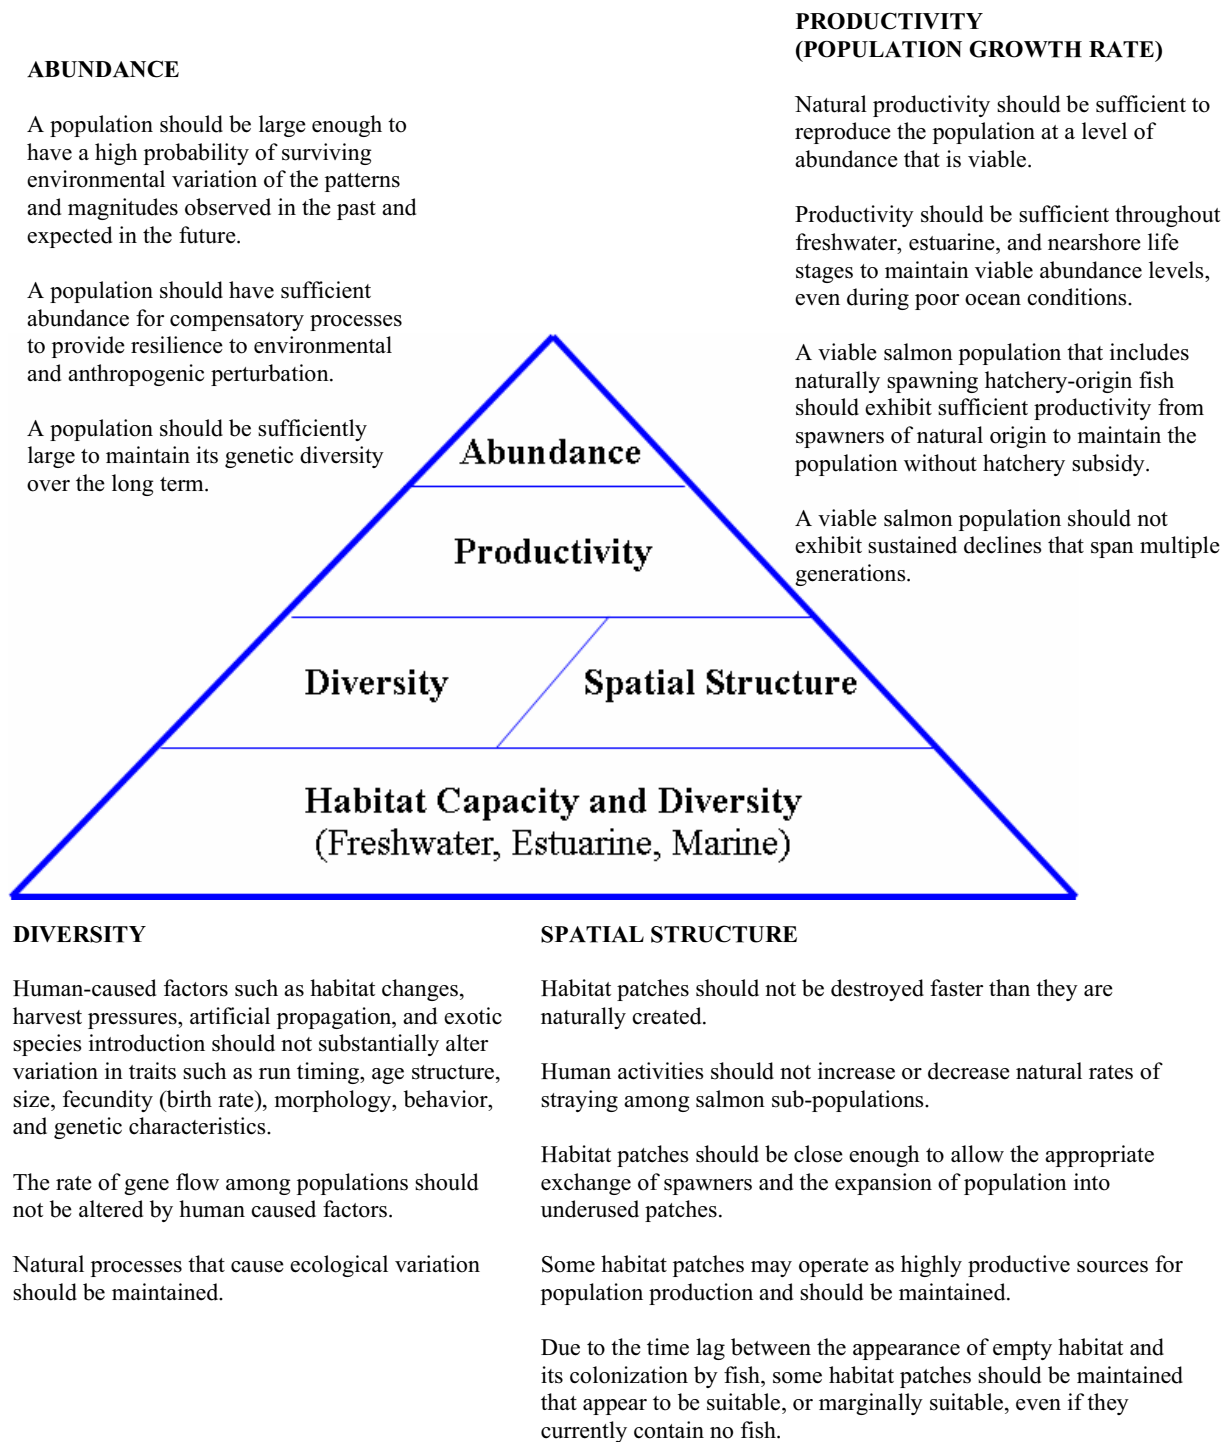 ABUNDANCE
A population should be large enough to
have a high probability of surviving
environmental variation of the patterns
and magnitudes observed in the past and
expected in the future.
A population should have sufficient
abundance for compensatory processes
to provide resilience to environmental
and anthropogenic perturbation.
A population should be sufficiently
large to maintain its genetic diversity
over the long term.
PRODUCTIVITY
(POPULATION GROWTH RATE)
Natural productivity should be sufficient to
reproduce the population at a level of
abundance that is viable.
Productivity should be sufficient throughout
freshwater, estuarine, and nearshore life
stages to maintain viable abundance levels,
even during poor ocean conditions.
A viable salmon population that includes
naturally spawning hatchery-origin fish
should exhibit sufficient productivity from
spawners of natural origin to maintain the
population without hatchery subsidy.
A viable salmon population should not
exhibit sustained declines that span multiple
generations.
Abundance
Productivity
Diversity
Spatial Structure
Habitat Capacity and Diversity
(Freshwater, Estuarine, Marine)
DIVERSITY
Human-caused factors such as habitat changes,
harvest pressures, artificial propagation, and exotic
species introduction should not substantially alter
variation in traits such as run timing, age structure,
size, fecundity (birth rate), morphology, behavior,
and genetic characteristics.
The rate of gene flow among populations should
not be altered by human caused factors.
Natural processes that cause ecological variation
should be maintained.
SPATIAL STRUCTURE
Habitat patches should not be destroyed faster than they are
naturally created.
Human activities should not increase or decrease natural rates of
straying among salmon sub-populations.
Habitat patches should be close enough to allow the appropriate
exchange of spawners and the expansion of population into
underused patches.
Some habitat patches may operate as highly productive sources for
population production and should be maintained.
Due to the time lag between the appearance of empty habitat and
its colonization by fish, some habitat patches should be maintained
that appear to be suitable, or marginally suitable, even if they
currently contain no fish.